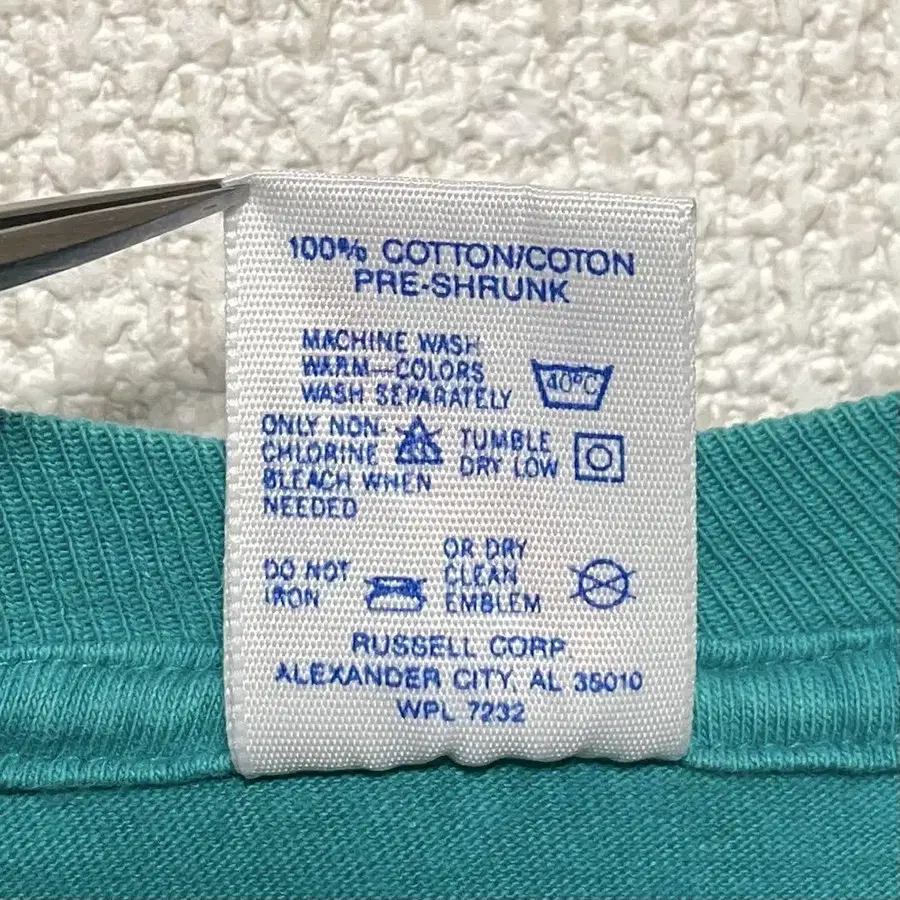 100% COTTON/COTON
PRE-SHRUNK
MACHINE WASH
WARM—COLORS
WASH SEPARATELY
40°C
ONLY NON-
CHLORINE
BLEACH WHEN
NEEDED
TUMBLE
DRY LOW
DO NOT
IRON
OR DRY
CLEAN
EMBLEM
RUSSELL CORP.
ALEXANDER CITY, AL 35010
WPL 7232